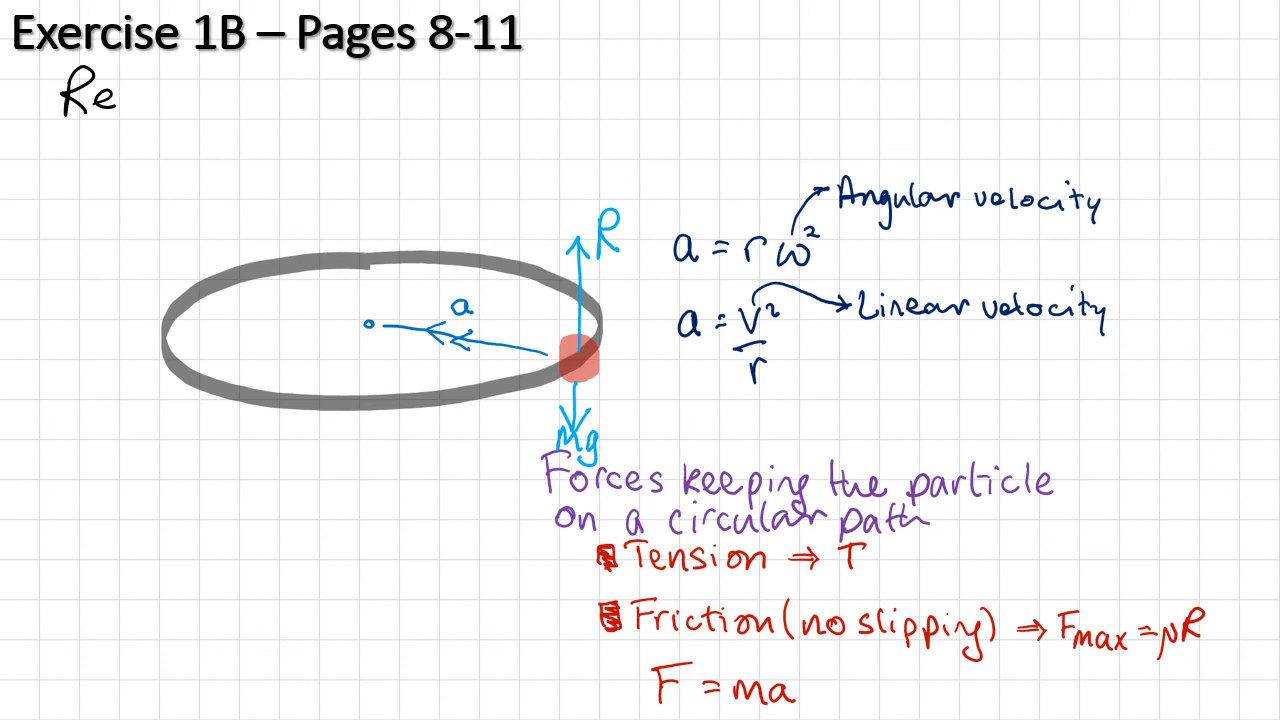 Exercise 1B – Pages 8-11
Re
R
a
Mg
a = rω² → Angular velocity
a = v²/r → Linear velocity
Forces keeping the particle
on a circular path
Tension ⇒ T
Friction (no slipping) ⇒ Fmax = μR
F = ma